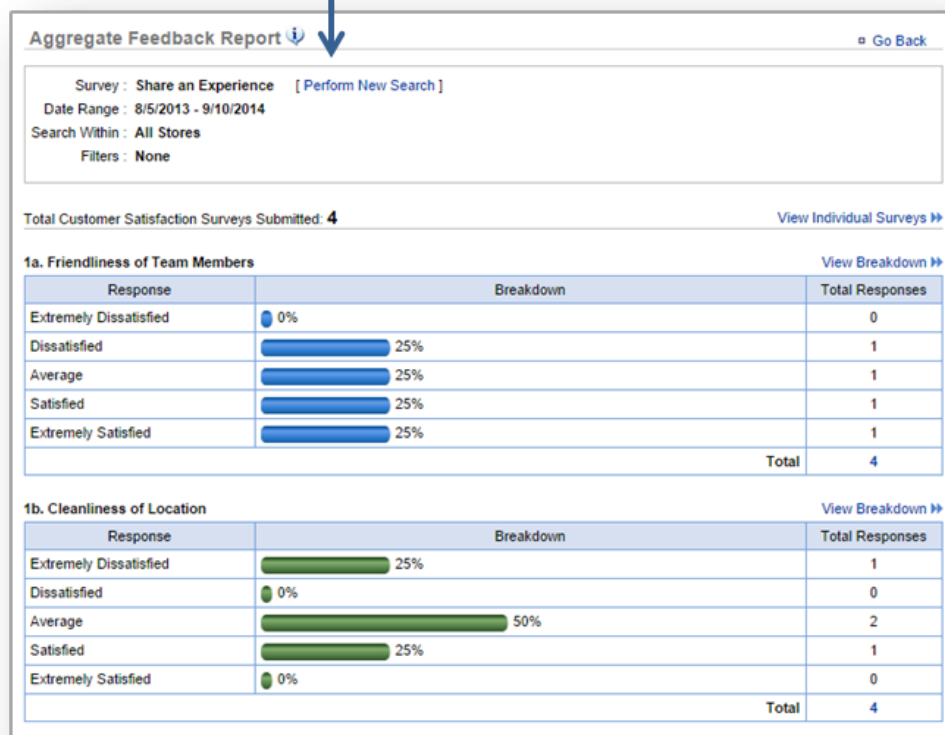 Aggregate Feedback Report
Go Back
Survey : Share an Experience [ Perform New Search ]
Date Range : 8/5/2013 - 9/10/2014
Search Within : All Stores
Filters : None
Total Customer Satisfaction Surveys Submitted: 4 View Individual Surveys
1a. Friendliness of Team Members View Breakdown
Response Breakdown Total Responses
Extremely Dissatisfied 0% 0
Dissatisfied 25% 1
Average 25% 1
Satisfied 25% 1
Extremely Satisfied 25% 1
Total 4
1b. Cleanliness of Location View Breakdown
Response Breakdown Total Responses
Extremely Dissatisfied 25% 1
Dissatisfied 0% 0
Average 50% 2
Satisfied 25% 1
Extremely Satisfied 0% 0
Total 4